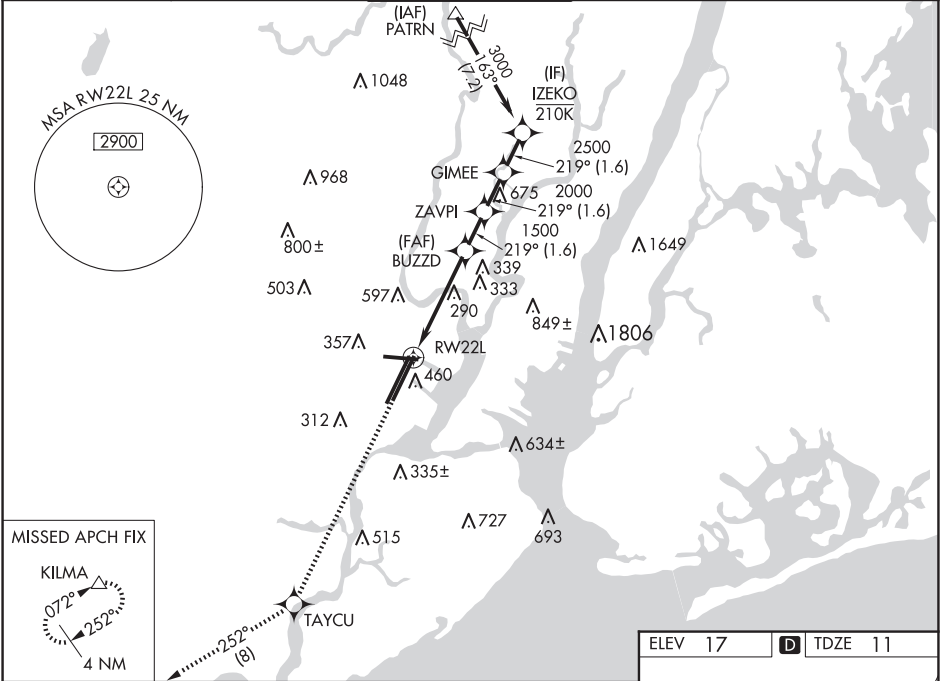 (IAF)
PATRN
3000
163°
(7.2)
1048
(IF)
IZEKO
210K
MSA RW22L 25 NM
2900
2500
219° (1.6)
GIMEE
968
675
2000
219° (1.6)
ZAVPI
1500
219° (1.6)
800±
(FAF)
BUZZD
1649
339
333
503
597
290
849±
1806
357
RW22L
460
312
634±
335±
727
693
515
MISSED APCH FIX
KILMA
072°
252°
4 NM
TAYCU
252°
(8)
ELEV 17
D
TDZE 11